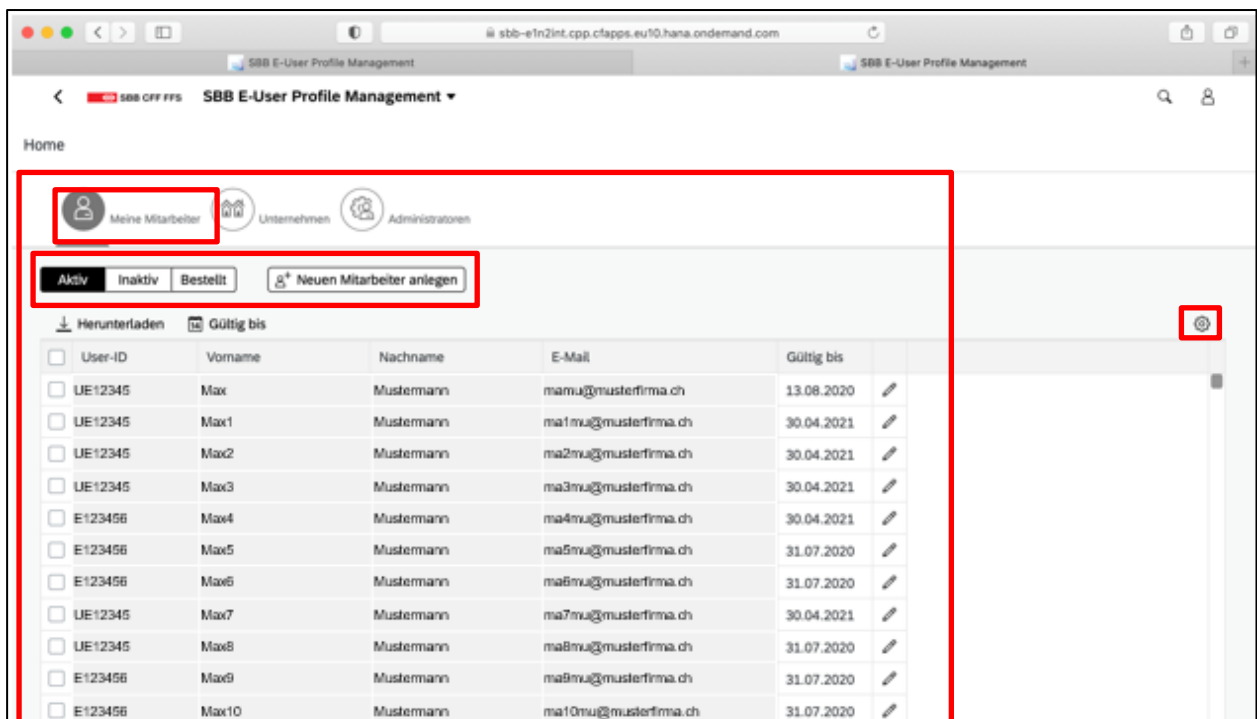 sbb-e1n2int.cpp.cfapps.eu10.hana.ondemand.com
SBB E-User Profile Management SBB E-User Profile Management
SBB CFF FFS SBB E-User Profile Management
Home
Meine Mitarbeiter Unternehmen Administratoren
Aktiv Inaktiv Bestellt Neuen Mitarbeiter anlegen
Herunterladen 14 Gültig bis
User-ID Vorname Nachname E-Mail Gültig bis
UE12345 Max Mustermann mamu@musterfirma.ch 13.08.2020
UE12345 Max1 Mustermann ma1mu@musterfirma.ch 30.04.2021
UE12345 Max2 Mustermann ma2mu@musterfirma.ch 30.04.2021
UE12345 Max3 Mustermann ma3mu@musterfirma.ch 30.04.2021
E123456 Max4 Mustermann ma4mu@musterfirma.ch 30.04.2021
E123456 Max5 Mustermann ma5mu@musterfirma.ch 31.07.2020
E123456 Max6 Mustermann ma6mu@musterfirma.ch 31.07.2020
UE12345 Max7 Mustermann ma7mu@musterfirma.ch 30.04.2021
UE12345 Max8 Mustermann ma8mu@musterfirma.ch 31.07.2020
E123456 Max9 Mustermann ma9mu@musterfirma.ch 31.07.2020
E123456 Max10 Mustermann ma10mu@musterfirma.ch 31.07.2020